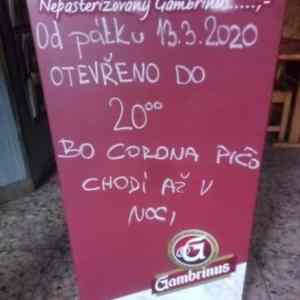 Nepasterizovaný Gambrinus.....,-
Od pátku 13.3.2020
OTEVŘENO DO
20⁰⁰
BO CORONA PIČO
CHODÍ AŽ V
NOCI
G
Gambrinus